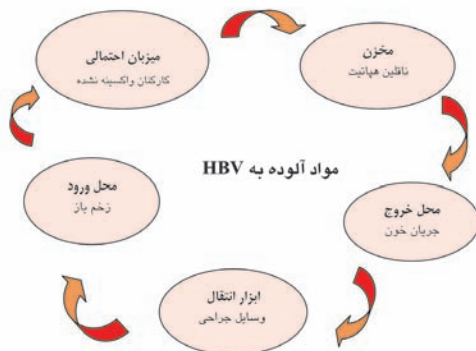 میزبان احتمالی
کارکنان واکسینه نشده
مخزن
ناقلین هپاتیت
مواد آلوده به HBV
محل خروج
جریان خون
ابزار انتقال
وسایل جراحی
محل ورود
زخم باز